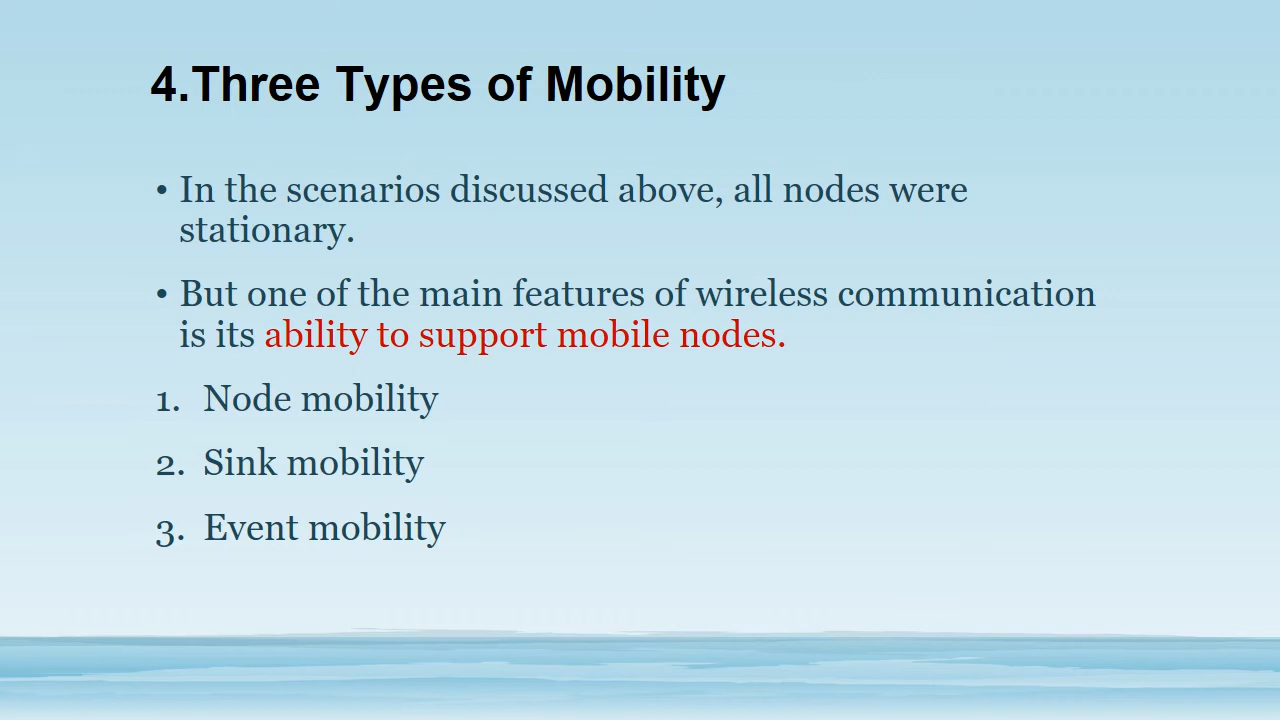 4.Three Types of Mobility
• In the scenarios discussed above, all nodes were
stationary.
• But one of the main features of wireless communication
is its ability to support mobile nodes.
1. Node mobility
2. Sink mobility
3. Event mobility